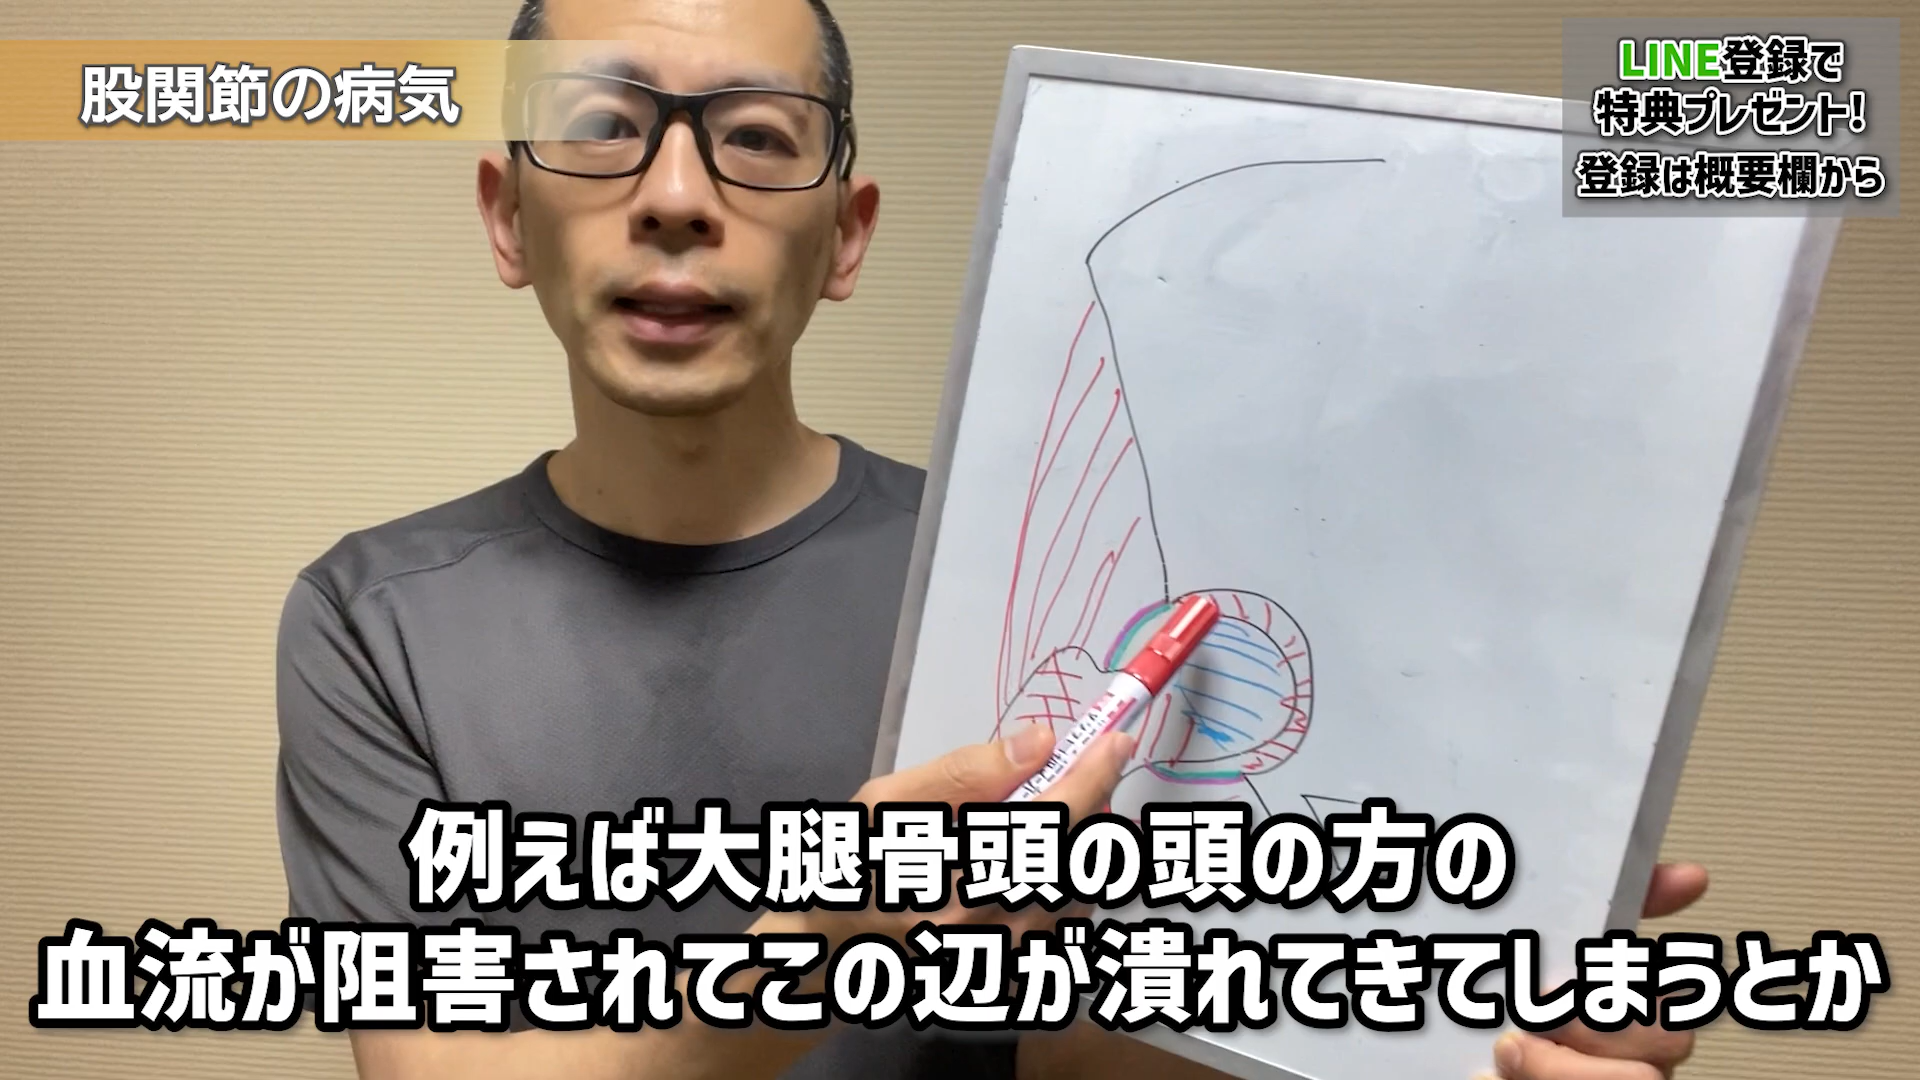 股関節の病気
LINE登録で
特典プレゼント!
登録は概要欄から
例えば大腿骨頭の頭の方の
血流が阻害されてこの辺が潰れてきてしまうとか